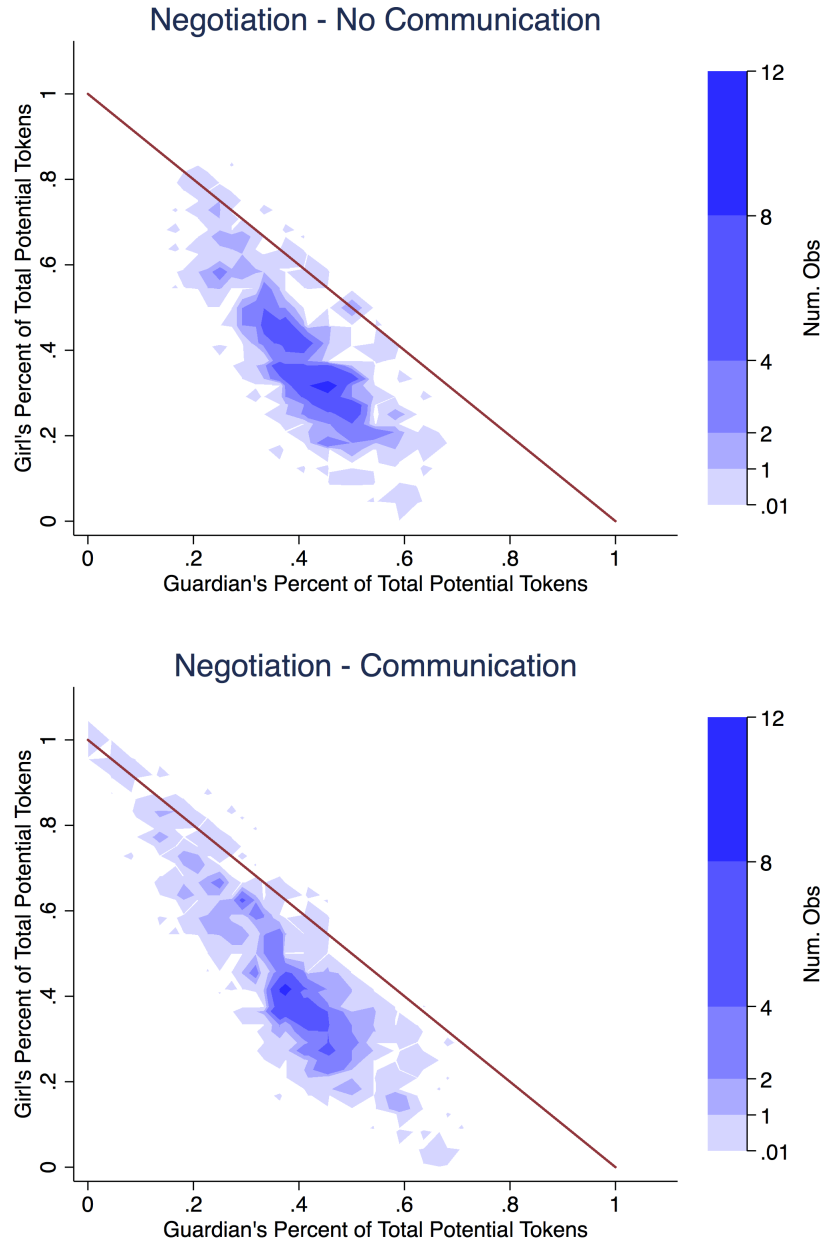 Negotiation - No Communication
Girl's Percent of Total Potential Tokens
1
.8
.6
.4
.2
0
0 .2 .4 .6 .8 1
Guardian's Percent of Total Potential Tokens
12
8
4
2
1
.01
Num. Obs
Negotiation - Communication
Girl's Percent of Total Potential Tokens
1
.8
.6
.4
.2
0
0 .2 .4 .6 .8 1
Guardian's Percent of Total Potential Tokens
12
8
4
2
1
.01
Num. Obs